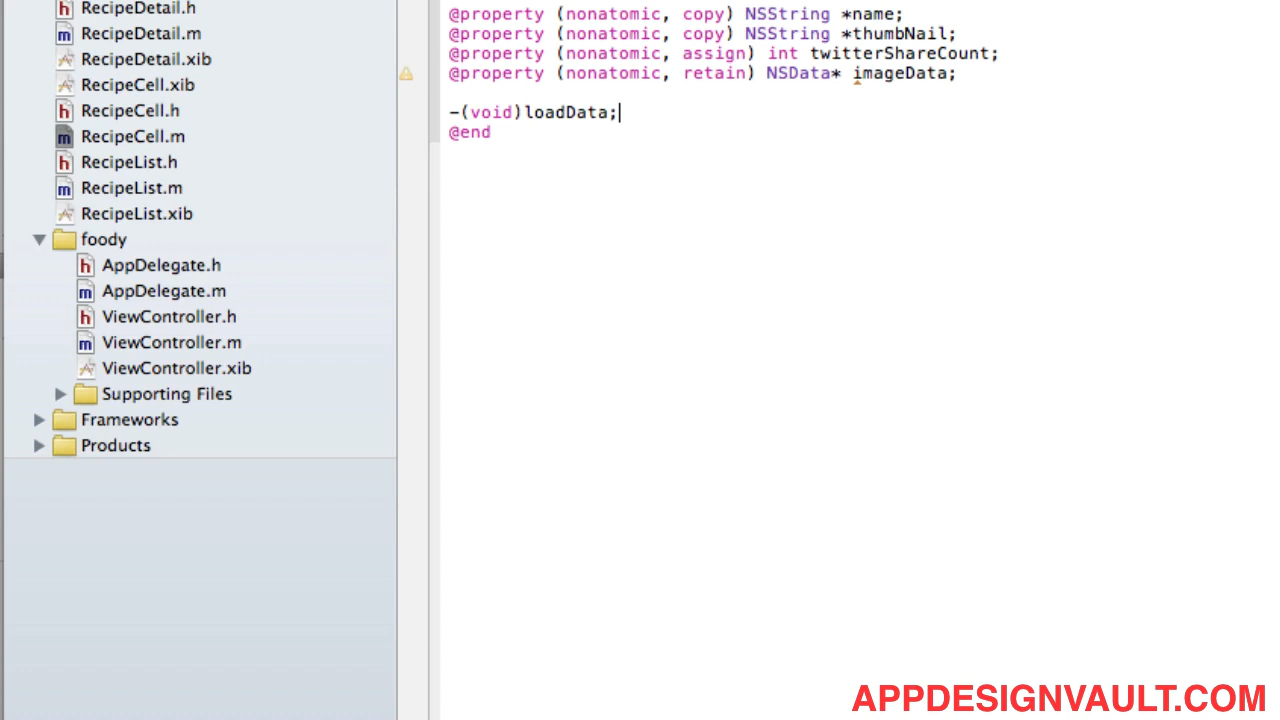 RecipeDetail.h
RecipeDetail.m
RecipeDetail.xib
RecipeCell.xib
RecipeCell.h
RecipeCell.m
RecipeList.h
RecipeList.m
RecipeList.xib
foody
AppDelegate.h
AppDelegate.m
ViewController.h
ViewController.m
ViewController.xib
Supporting Files
Frameworks
Products
@property (nonatomic, copy) NSString *name;
@property (nonatomic, copy) NSString *thumbNail;
@property (nonatomic, assign) int twitterShareCount;
@property (nonatomic, retain) NSData* imageData;
-(void)loadData;
@end
APPDESIGNVAULT.COM